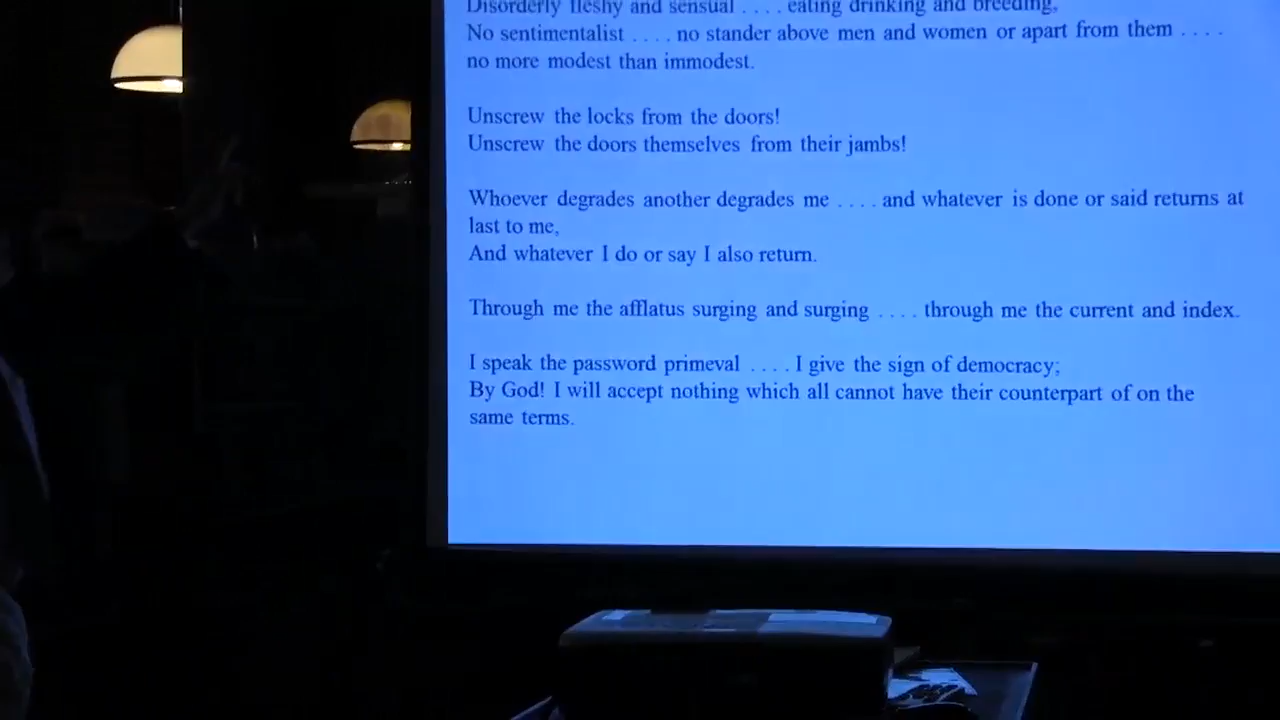 Disorderly fleshy and sensual . . . . eating drinking and breeding,
No sentimentalist . . . . no stander above men and women or apart from them . . . .
no more modest than immodest.
Unscrew the locks from the doors!
Unscrew the doors themselves from their jambs!
Whoever degrades another degrades me . . . . and whatever is done or said returns at
last to me,
And whatever I do or say I also return.
Through me the afflatus surging and surging . . . . through me the current and index.
I speak the password primeval . . . . I give the sign of democracy;
By God! I will accept nothing which all cannot have their counterpart of on the
same terms.